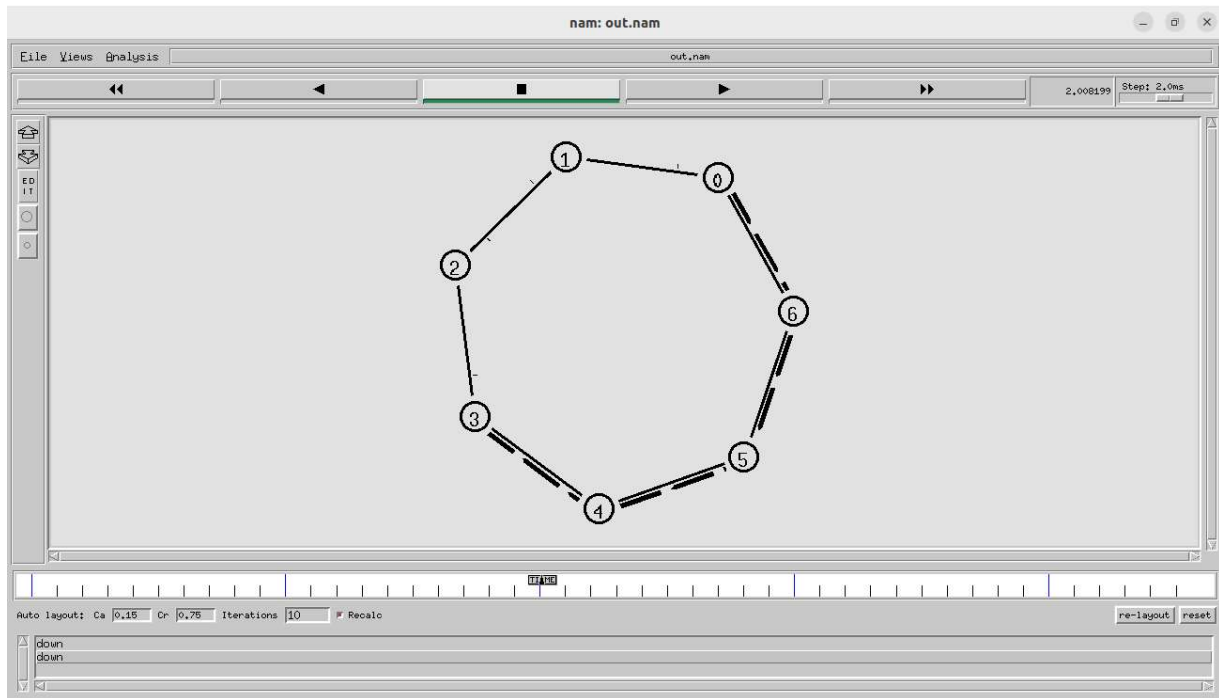 nam: out.nam
File Views Analysis out.nam
2.008199 Step: 2.0ms
ED
IT
1
0
2
6
3
5
4
TIME
Auto layout: Ca 0.15 Cr 0.75 Iterations 10 Recalc re-layout reset
down
down